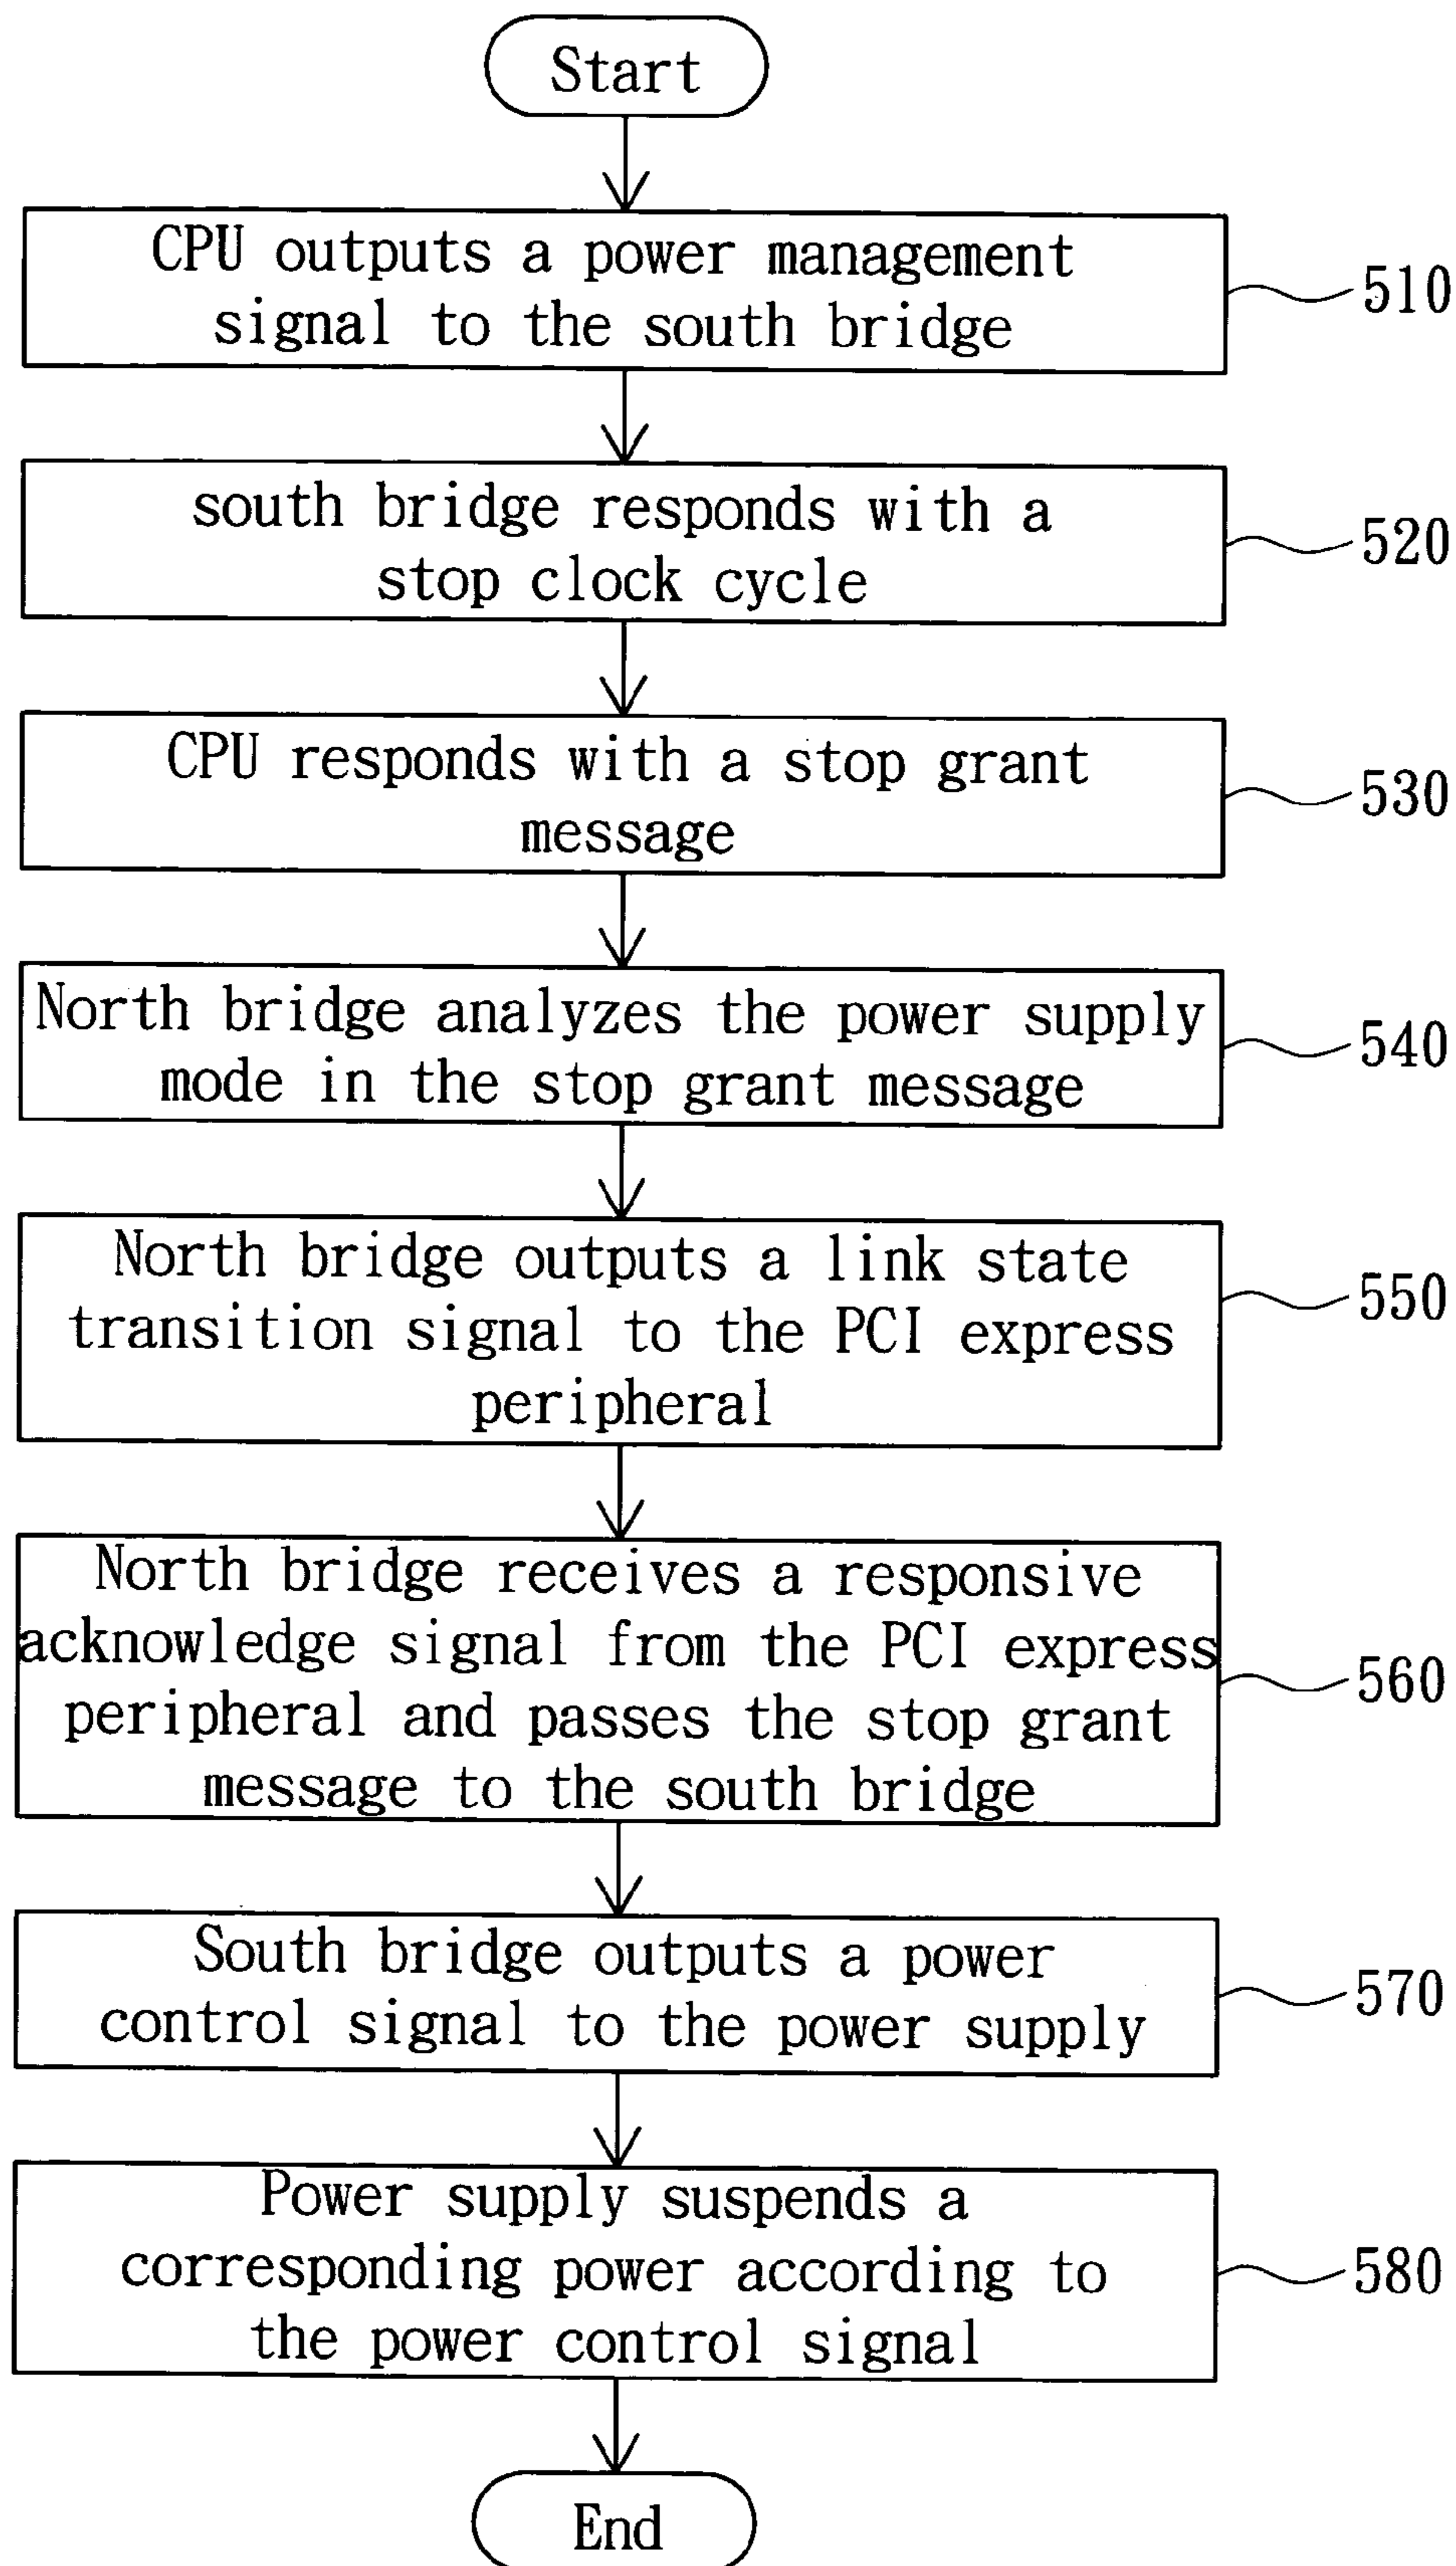 Start
CPU outputs a power management
signal to the south bridge
510
south bridge responds with a
stop clock cycle
520
CPU responds with a stop grant
message
530
North bridge analyzes the power supply
mode in the stop grant message
540
North bridge outputs a link state
transition signal to the PCI express
peripheral
550
North bridge receives a responsive
acknowledge signal from the PCI express
peripheral and passes the stop grant
message to the south bridge
560
South bridge outputs a power
control signal to the power supply
570
Power supply suspends a
corresponding power according to
the power control signal
580
End